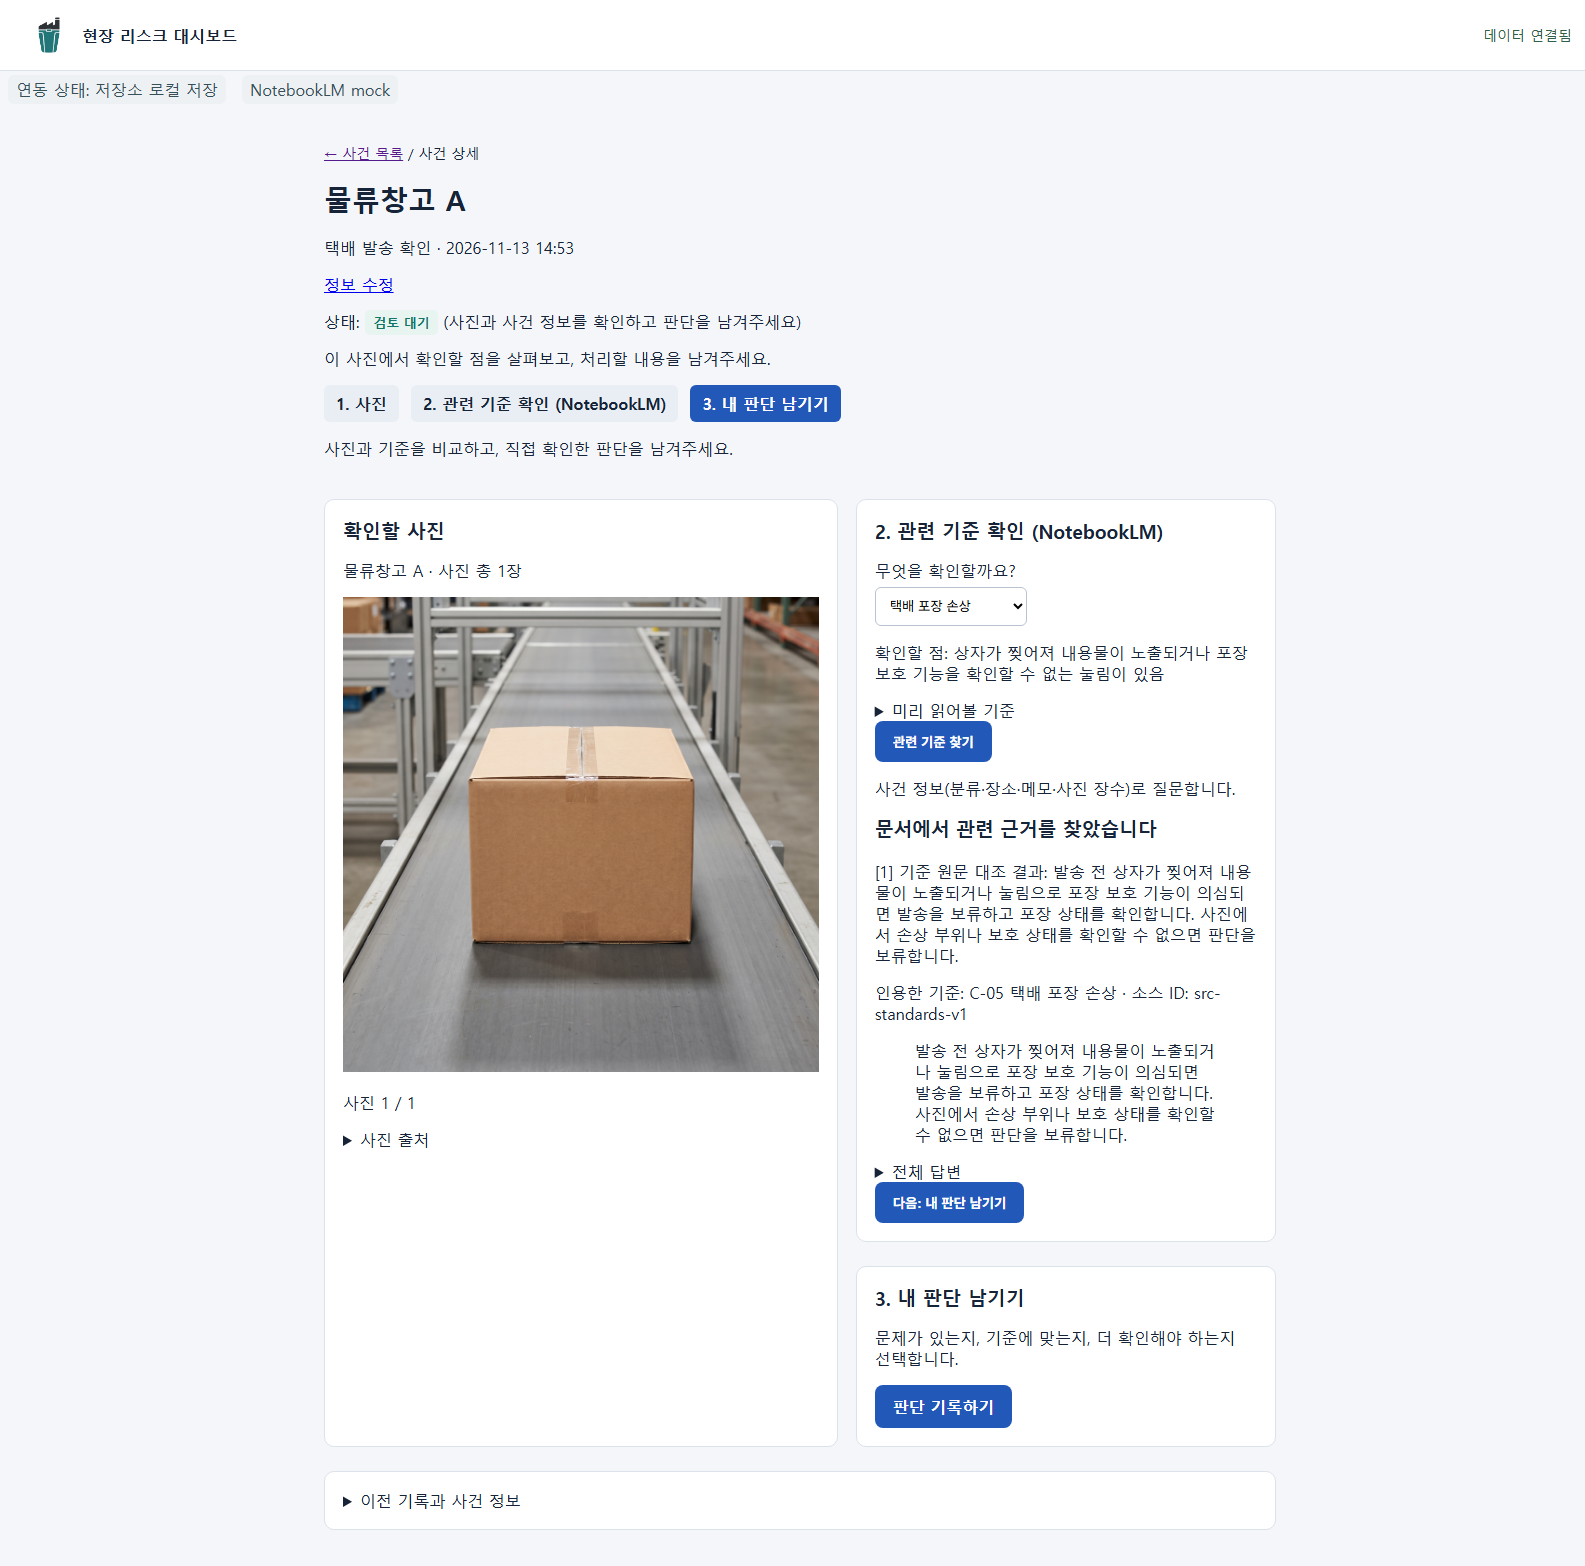 현장 리스크 대시보드
데이터 연결됨
연동 상태: 저장소 로컬 저장
NotebookLM mock
← 사건 목록 / 사건 상세
물류창고 A
택배 발송 확인 · 2026-11-13 14:53
정보 수정
상태: 검토 대기 (사진과 사건 정보를 확인하고 판단을 남겨주세요)
이 사진에서 확인할 점을 살펴보고, 처리할 내용을 남겨주세요.
1. 사진
2. 관련 기준 확인 (NotebookLM)
3. 내 판단 남기기
사진과 기준을 비교하고, 직접 확인한 판단을 남겨주세요.
확인할 사진
물류창고 A · 사진 총 1장
사진 1 / 1
▶ 사진 출처
2. 관련 기준 확인 (NotebookLM)
무엇을 확인할까요?
택배 포장 손상
확인할 점: 상자가 찢어져 내용물이 노출되거나 포장
보호 기능을 확인할 수 없는 눌림이 있음
▶ 미리 읽어볼 기준
관련 기준 찾기
사건 정보(분류·장소·메모·사진 장수)로 질문합니다.
문서에서 관련 근거를 찾았습니다
[1] 기준 원문 대조 결과: 발송 전 상자가 찢어져 내용
물이 노출되거나 눌림으로 포장 보호 기능이 의심되
면 발송을 보류하고 포장 상태를 확인합니다. 사진에
서 손상 부위나 보호 상태를 확인할 수 없으면 판단을
보류합니다.
인용한 기준: C-05 택배 포장 손상 · 소스 ID: src-
standards-v1
발송 전 상자가 찢어져 내용물이 노출되거
나 눌림으로 포장 보호 기능이 의심되면
발송을 보류하고 포장 상태를 확인합니다.
사진에서 손상 부위나 보호 상태를 확인할
수 없으면 판단을 보류합니다.
▶ 전체 답변
다음: 내 판단 남기기
3. 내 판단 남기기
문제가 있는지, 기준에 맞는지, 더 확인해야 하는지
선택합니다.
판단 기록하기
▶ 이전 기록과 사건 정보